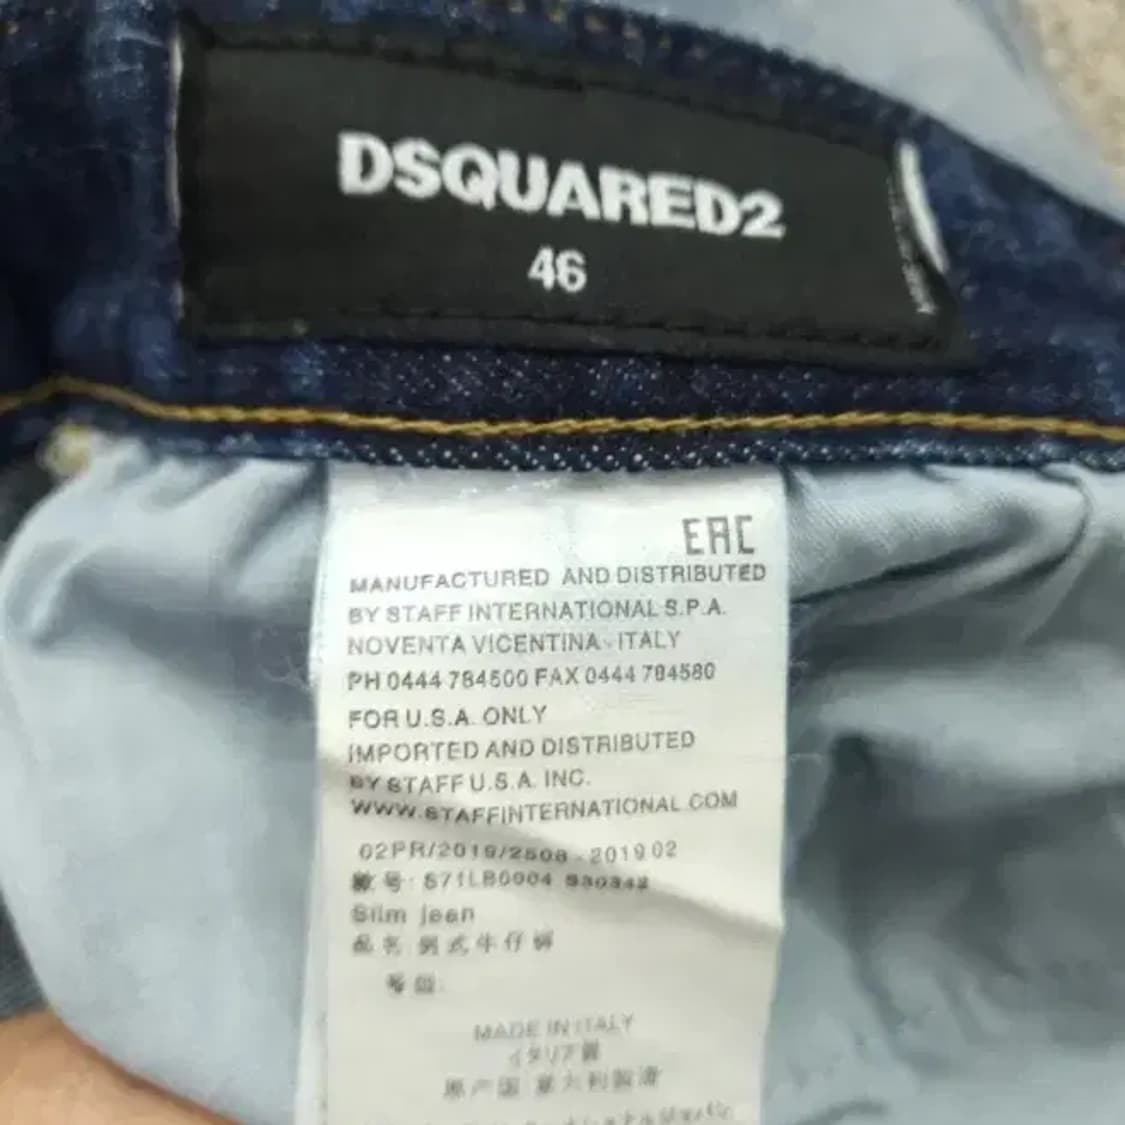 DSQUARED2
46
EAC
MANUFACTURED AND DISTRIBUTED
BY STAFF INTERNATIONAL S.P.A.
NOVENTA VICENTINA - ITALY
PH 0444 784500 FAX 0444 784580
FOR U.S.A. ONLY
IMPORTED AND DISTRIBUTED
BY STAFF U.S.A. INC.
WWW.STAFFINTERNATIONAL.COM
02PR/2019/2508 - 2019 02
款号: S71LB0004
Slim jean
品名 男式牛仔裤
号型:
MADE IN ITALY
イタリア製
原产国 意大利製造